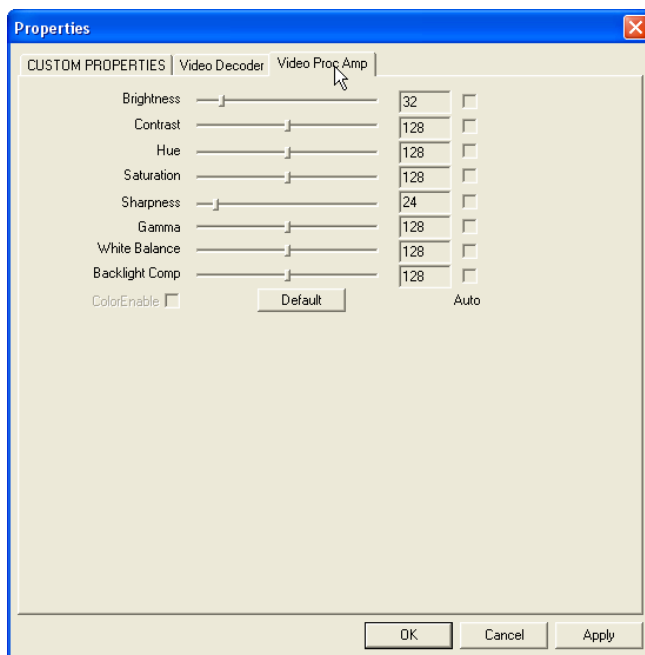 Properties
CUSTOM PROPERTIES Video Decoder Video Proc Amp
Brightness 32
Contrast 128
Hue 128
Saturation 128
Sharpness 24
Gamma 128
White Balance 128
Backlight Comp 128
ColorEnable Default Auto
OK Cancel Apply